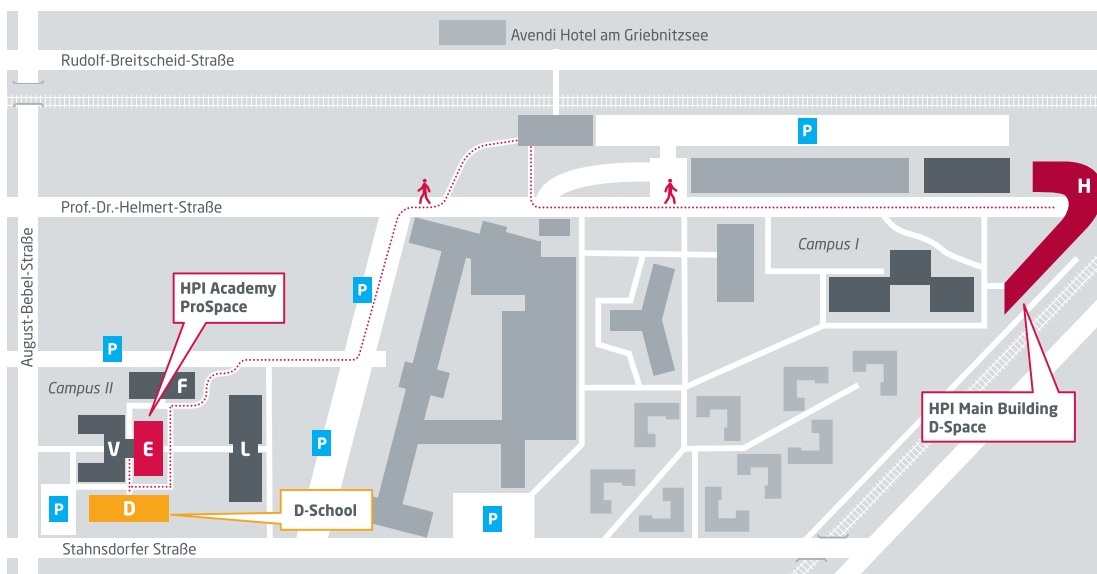 Avendi Hotel am Griebnitzsee
Rudolf-Breitscheid-Straße
P
H
Prof.-Dr.-Helmert-Straße
August-Bebel-Straße
Campus I
HPI Academy
ProSpace
P
P
Campus II
F
HPI Main Building
D-Space
V
E
L
P
P
D
D-School
P
Stahnsdorfer Straße